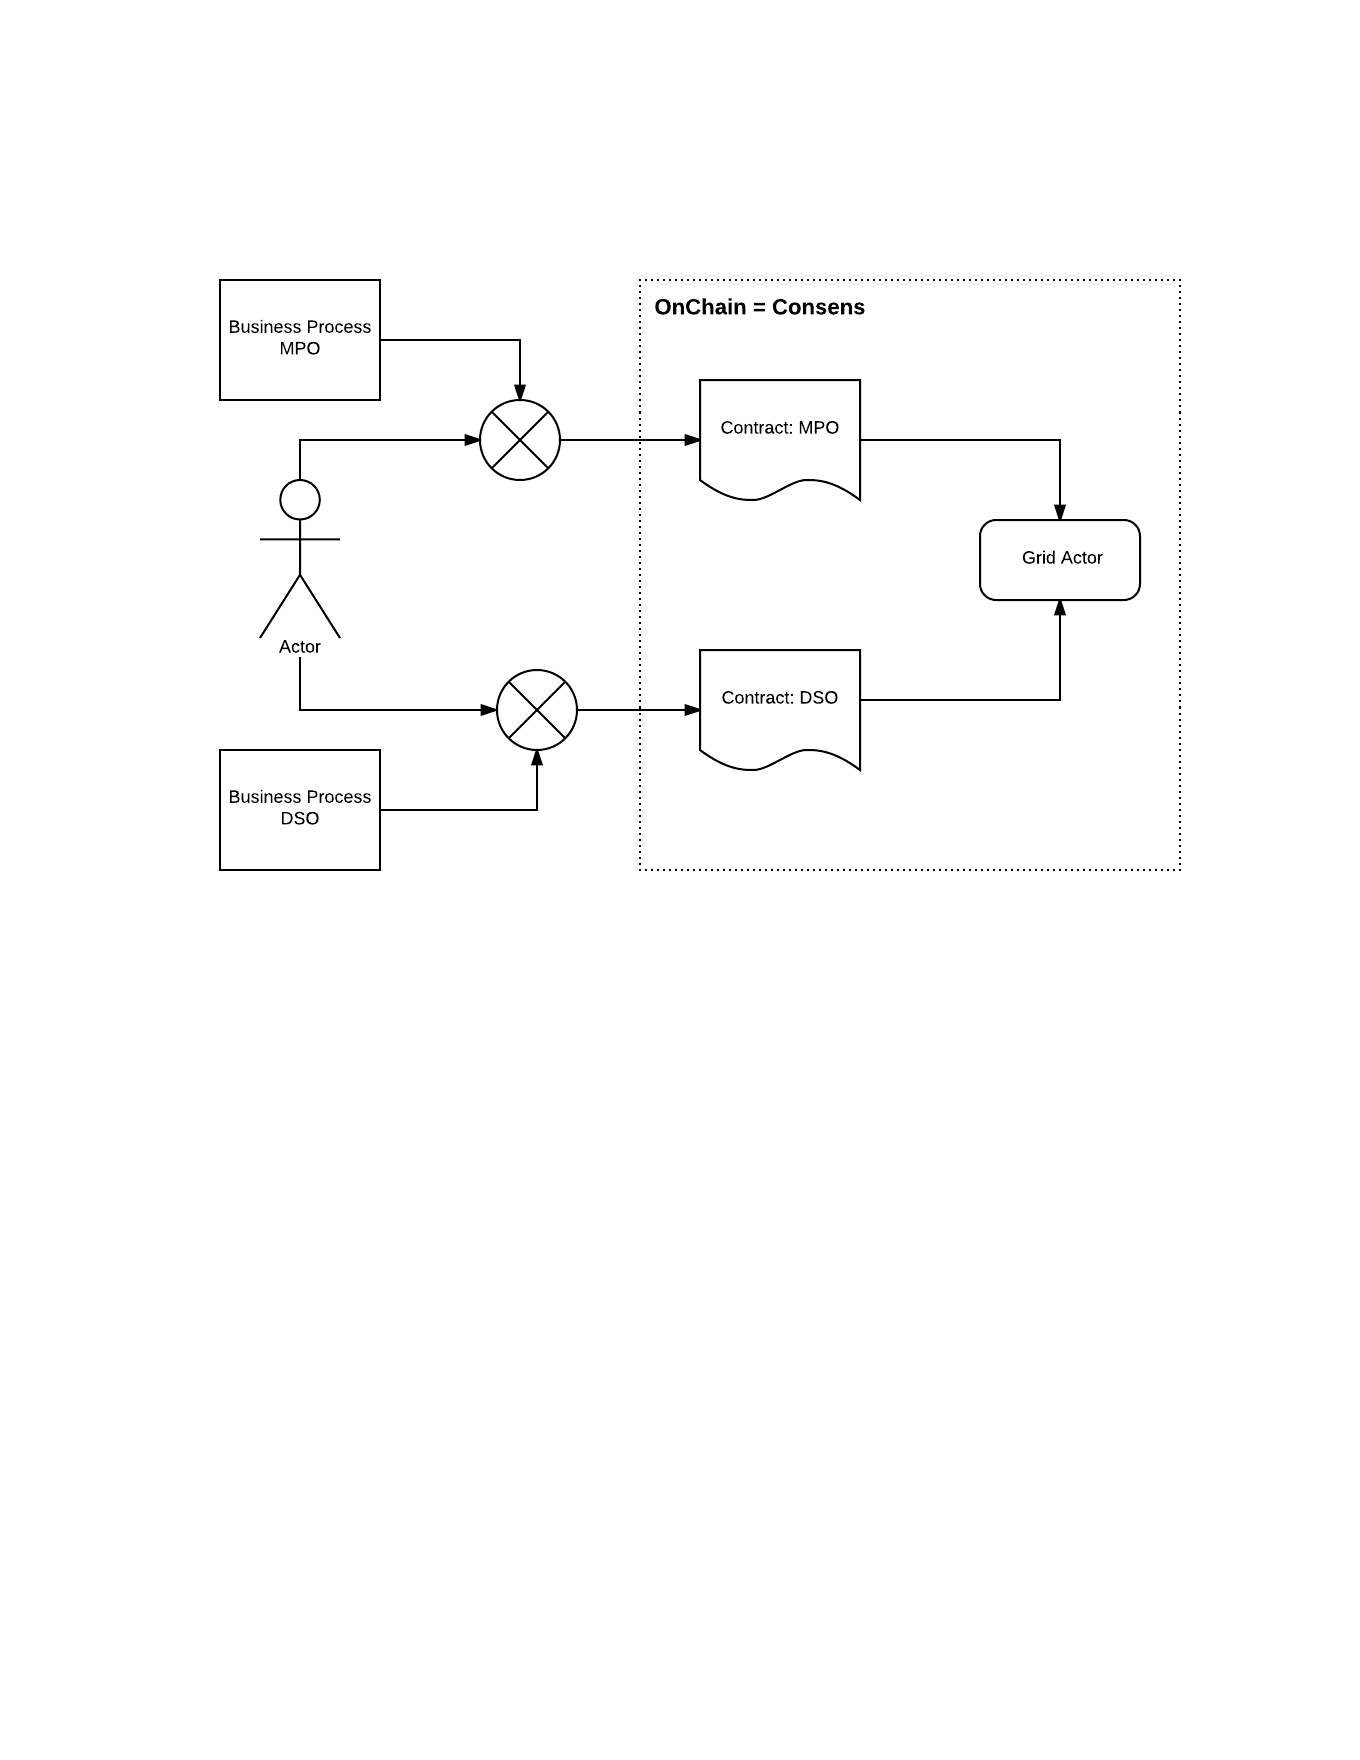 Business Process
MPO
OnChain = Consens
Contract: MPO
Grid Actor
Actor
Contract: DSO
Business Process
DSO